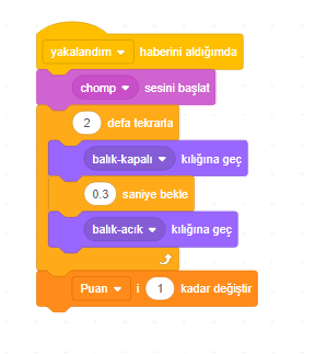 yakalandım haberini aldığımda
chomp sesini başlat
2 defa tekrarla
balık-kapalı kılığına geç
0.3 saniye bekle
balık-acık kılığına geç
Puan i 1 kadar değiştir